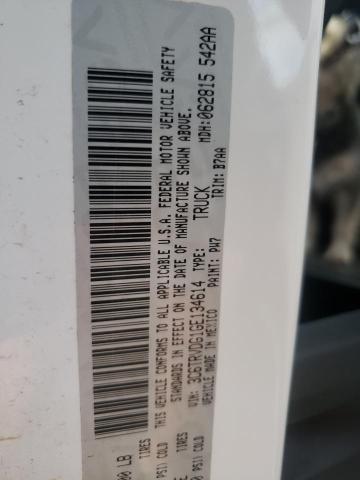 00 LB TIRES
PSI) COLD
THIS VEHICLE CONFORMS TO ALL APPLICABLE U.S.A. FEDERAL MOTOR VEHICLE SAFETY
STANDARDS IN EFFECT ON THE DATE OF MANUFACTURE SHOWN ABOVE.
VIN: 3C6TRVDG1GE134614 TYPE: TRUCK MDH:062815 542AA
MADE IN MEXICO PAINT: PW7 TRIM: B7AA
TIRES
PSI) COLD